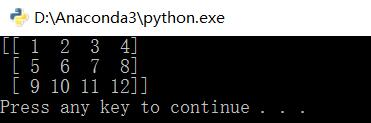 D:\Anaconda3\python.exe
[[ 1  2  3  4]
 [ 5  6  7  8]
 [ 9 10 11 12]]
Press any key to continue . . .